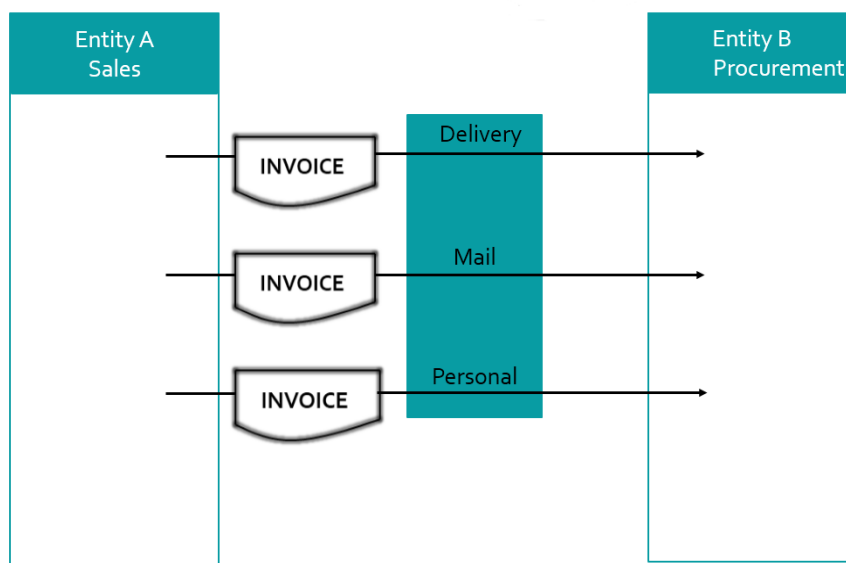 Entity A
Sales
Entity B
Procurement
Delivery
INVOICE
Mail
INVOICE
Personal
INVOICE